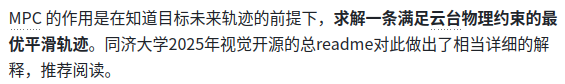 MPC 的作用是在知道目标未来轨迹的前提下，求解一条满足云台物理约束的最
优平滑轨迹。同济大学2025年视觉开源的总readme对此做出了相当详细的解
释，推荐阅读。